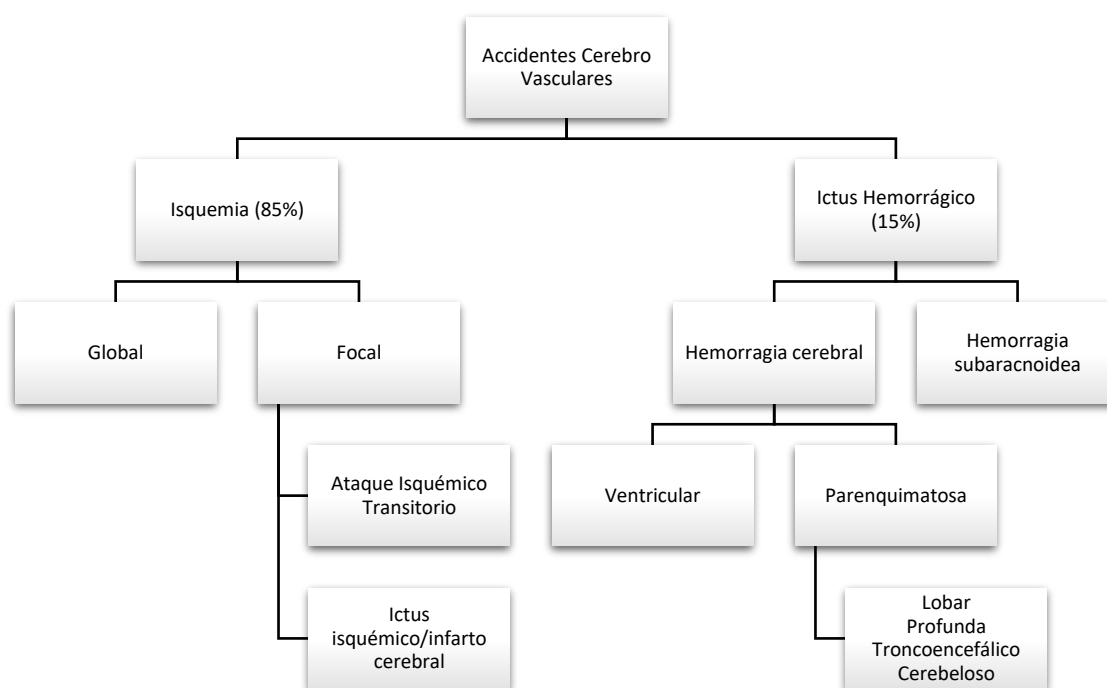 Accidentes Cerebro
Vasculares
Isquemia (85%)
Ictus Hemorrágico
(15%)
Global
Focal
Hemorragia cerebral
Hemorragia
subaracnoidea
Ataque Isquémico
Transitorio
Ventricular
Parenquimatosa
Ictus
isquémico/infarto
cerebral
Lobar
Profunda
Troncoencefálico
Cerebeloso